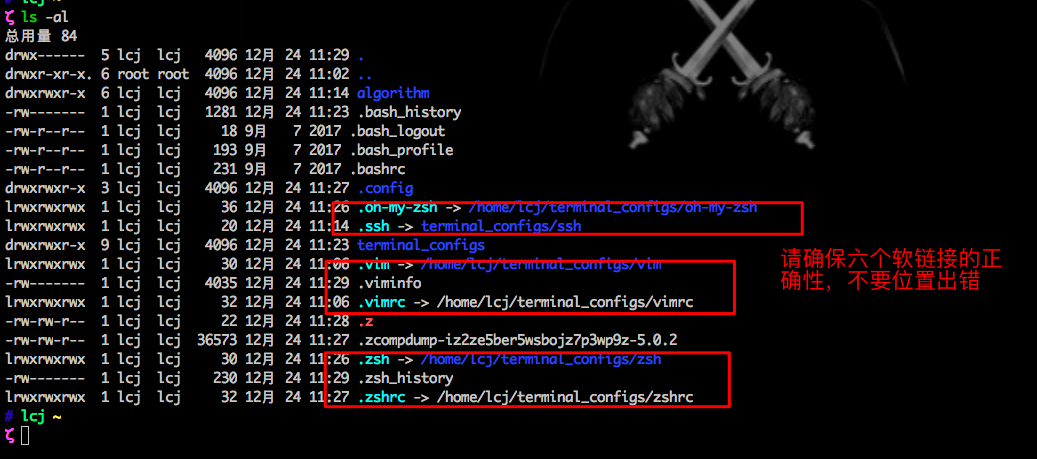 # lcj ~
ζ ls -al
总用量 84
drwx------  5 lcj  lcj   4096 12月 24 11:29 .
drwxr-xr-x. 6 root root  4096 12月 24 11:02 ..
drwxrwxr-x  6 lcj  lcj   4096 12月 24 11:14 algorithm
-rw-------  1 lcj  lcj   1281 12月 24 11:23 .bash_history
-rw-r--r--  1 lcj  lcj     18 9月   7 2017 .bash_logout
-rw-r--r--  1 lcj  lcj    193 9月   7 2017 .bash_profile
-rw-r--r--  1 lcj  lcj    231 9月   7 2017 .bashrc
drwxrwxr-x  3 lcj  lcj   4096 12月 24 11:27 .config
lrwxrwxrwx  1 lcj  lcj     36 12月 24 11:26 .oh-my-zsh -> /home/lcj/terminal_configs/oh-my-zsh
lrwxrwxrwx  1 lcj  lcj     20 12月 24 11:14 .ssh -> terminal_configs/ssh
drwxrwxr-x  9 lcj  lcj   4096 12月 24 11:23 terminal_configs
lrwxrwxrwx  1 lcj  lcj     30 12月 24 11:06 .vim -> /home/lcj/terminal_configs/vim
-rw-------  1 lcj  lcj   4035 12月 24 11:29 .viminfo
lrwxrwxrwx  1 lcj  lcj     32 12月 24 11:06 .vimrc -> /home/lcj/terminal_configs/vimrc
-rw-rw-r--  1 lcj  lcj     22 12月 24 11:28 .z
-rw-rw-r--  1 lcj  lcj  36573 12月 24 11:27 .zcompdump-iz2ze5ber5wsbojz7p3wp9z-5.0.2
lrwxrwxrwx  1 lcj  lcj     30 12月 24 11:26 .zsh -> /home/lcj/terminal_configs/zsh
-rw-------  1 lcj  lcj    230 12月 24 11:29 .zsh_history
lrwxrwxrwx  1 lcj  lcj     32 12月 24 11:27 .zshrc -> /home/lcj/terminal_configs/zshrc
# lcj ~
ζ
请确保六个软链接的正
确性，不要位置出错